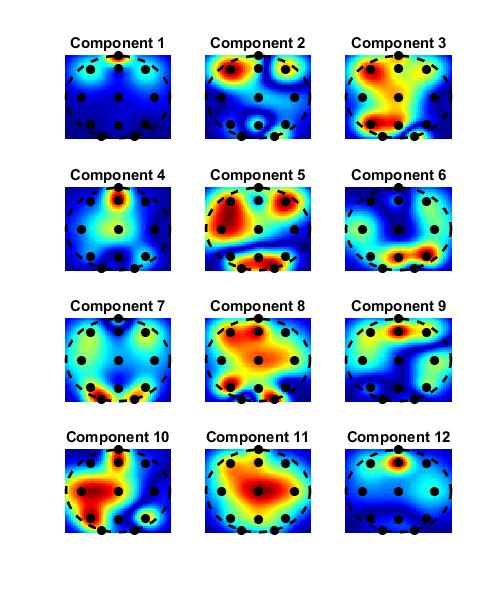 Component 1
Component 2
Component 3
Component 4
Component 5
Component 6
Component 7
Component 8
Component 9
Component 10
Component 11
Component 12